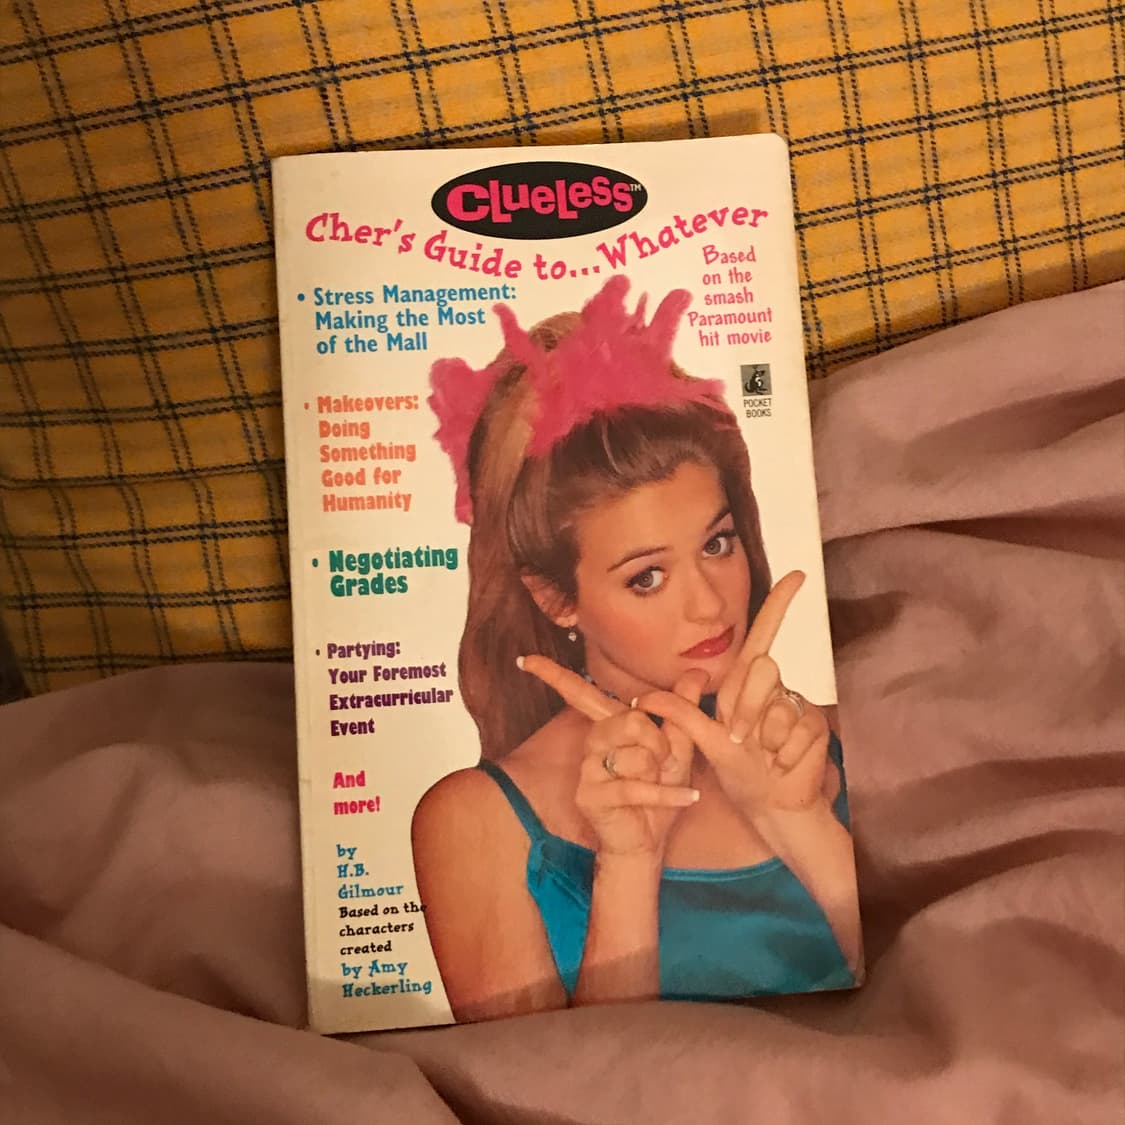 CLUELESS™
Cher's Guide to...Whatever
• Stress Management:
Making the Most
of the Mall
Based
on the
smash
Paramount
hit movie
POCKET
BOOKS
• Makeovers:
Doing
Something
Good for
Humanity
• Negotiating
Grades
• Partying:
Your Foremost
Extracurricular
Event
And
more!
by
H.B.
Gilmour
Based on the
characters
created
by Amy
Heckerling